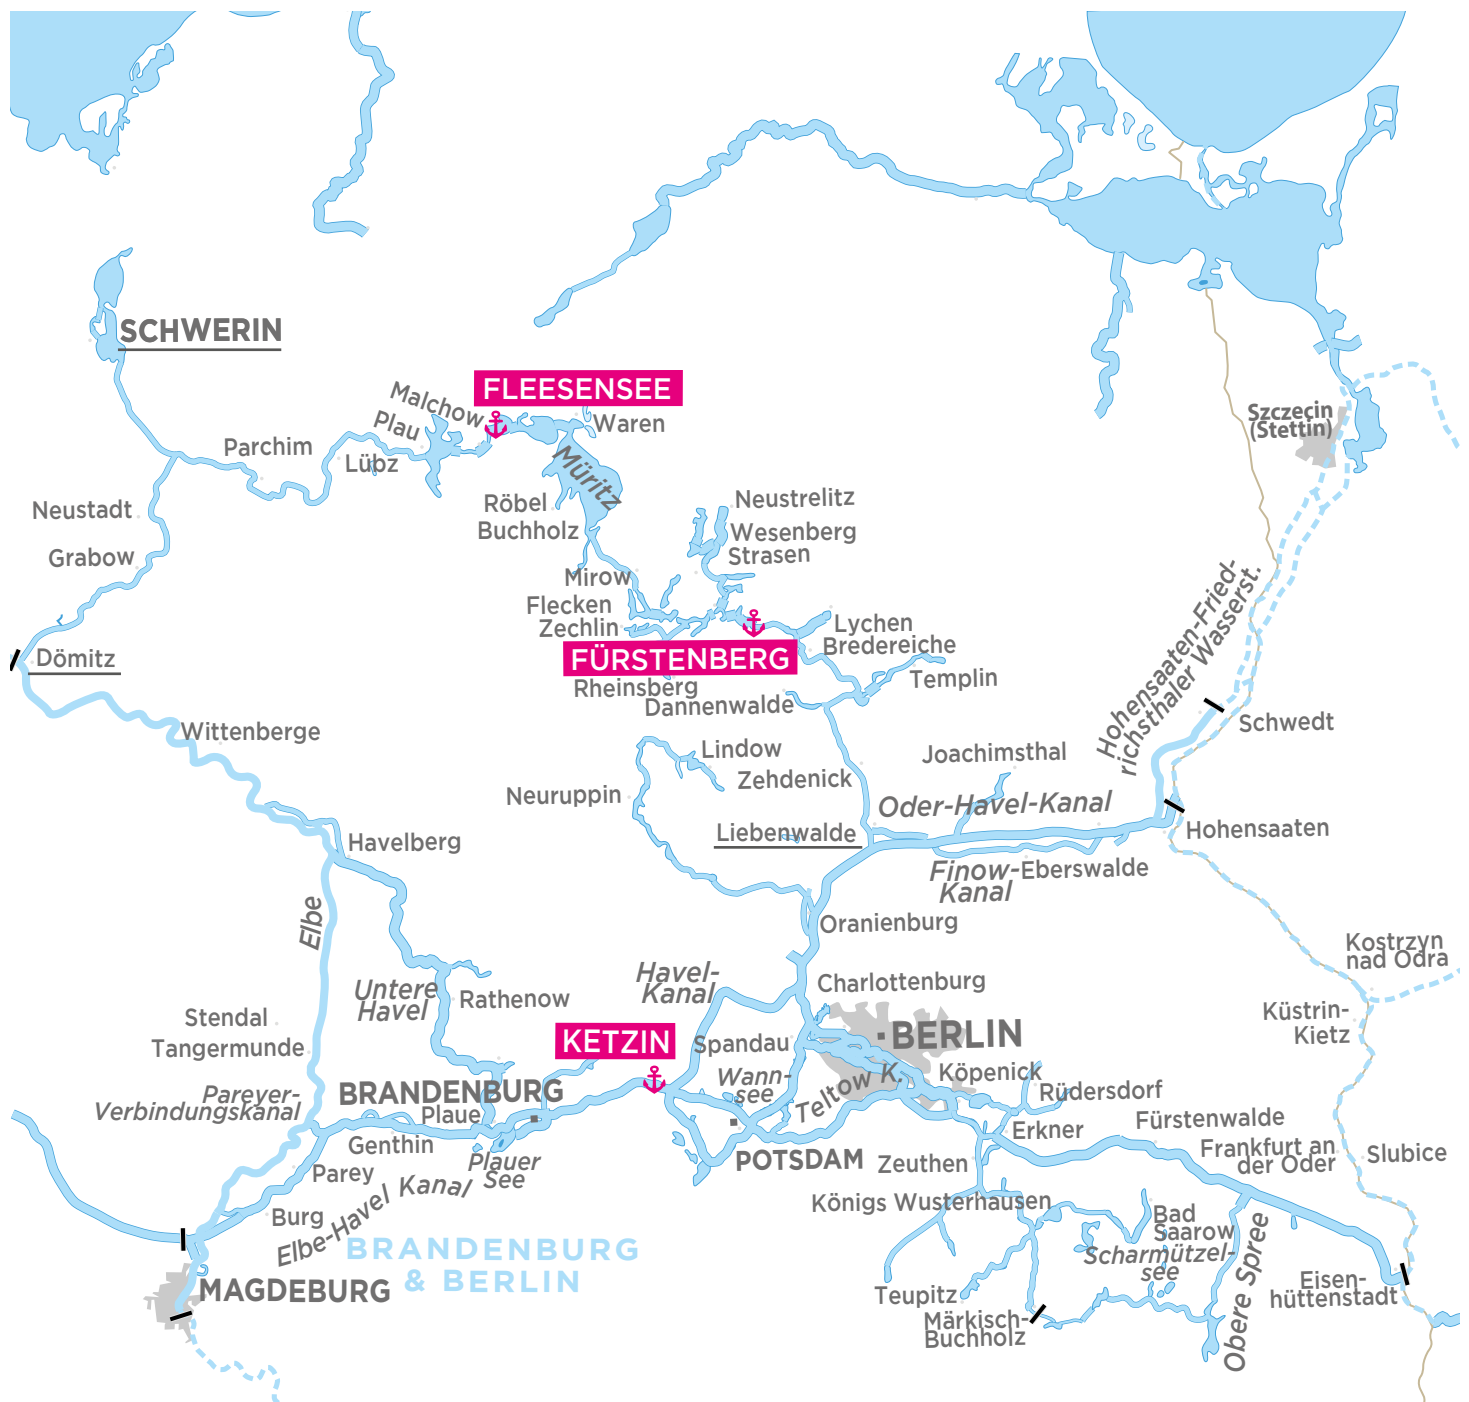 SCHWERIN
FLEESENSEE
Malchow
Plau
Waren
Szczecin
(Stettin)
Parchim
Lübz
Müritz
Röbel
Buchholz
Neustrelitz
Wesenberg
Strasen
Neustadt
Grabow
Mirow
Flecken
Zechlin
Lychen
Bredereiche
FÜRSTENBERG
Dömitz
Rheinsberg
Templin
Dannenwalde
Hohensaaten-Fried-
richsthaler Wasserst.
Schwedt
Wittenberge
Lindow
Zehdenick
Joachimsthal
Neuruppin
Oder-Havel-Kanal
Liebenwalde
Hohensaaten
Havelberg
Finow-
Kanal
Eberswalde
Elbe
Oranienburg
Kostrzyn
nad Odra
Havel-
Kanal
Charlottenburg
Untere
Havel
Rathenow
Küstrin-
Kietz
Stendal
Tangermunde
KETZIN
Spandau
BERLIN
Wann-
see
Teltow K.
Köpenick
Rüdersdorf
Pareyer-
Verbindungskanal
BRANDENBURG
Plaue
Genthin
Fürstenwalde
Erkner
Frankfurt an
der Oder
Slubice
Parey
Plauer
See
POTSDAM
Zeuthen
Königs Wusterhausen
Burg
Elbe-Havel Kanal
Bad
Saarow
Scharmützel-
see
BRANDENBURG
& BERLIN
MAGDEBURG
Teupitz
Märkisch-
Buchholz
Obere Spree
Eisen-
hüttenstadt